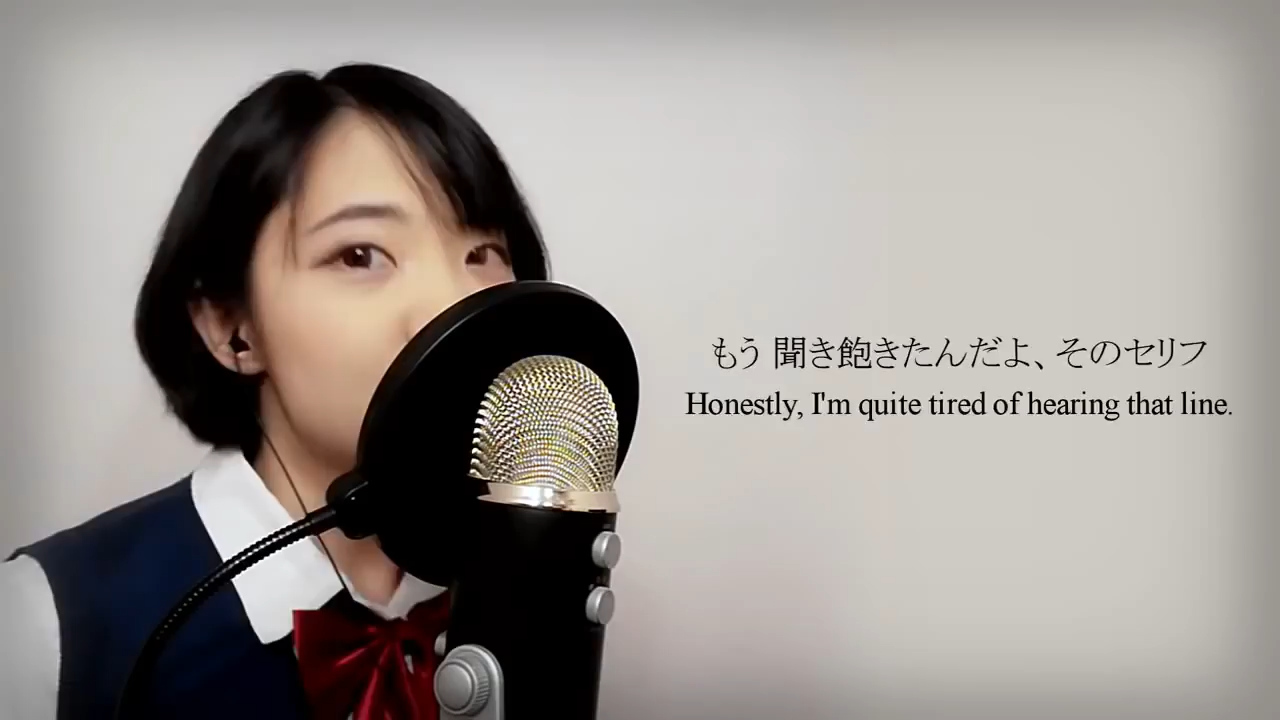 もう 聞き飽きたんだよ、そのセリフ
Honestly, I'm quite tired of hearing that line.